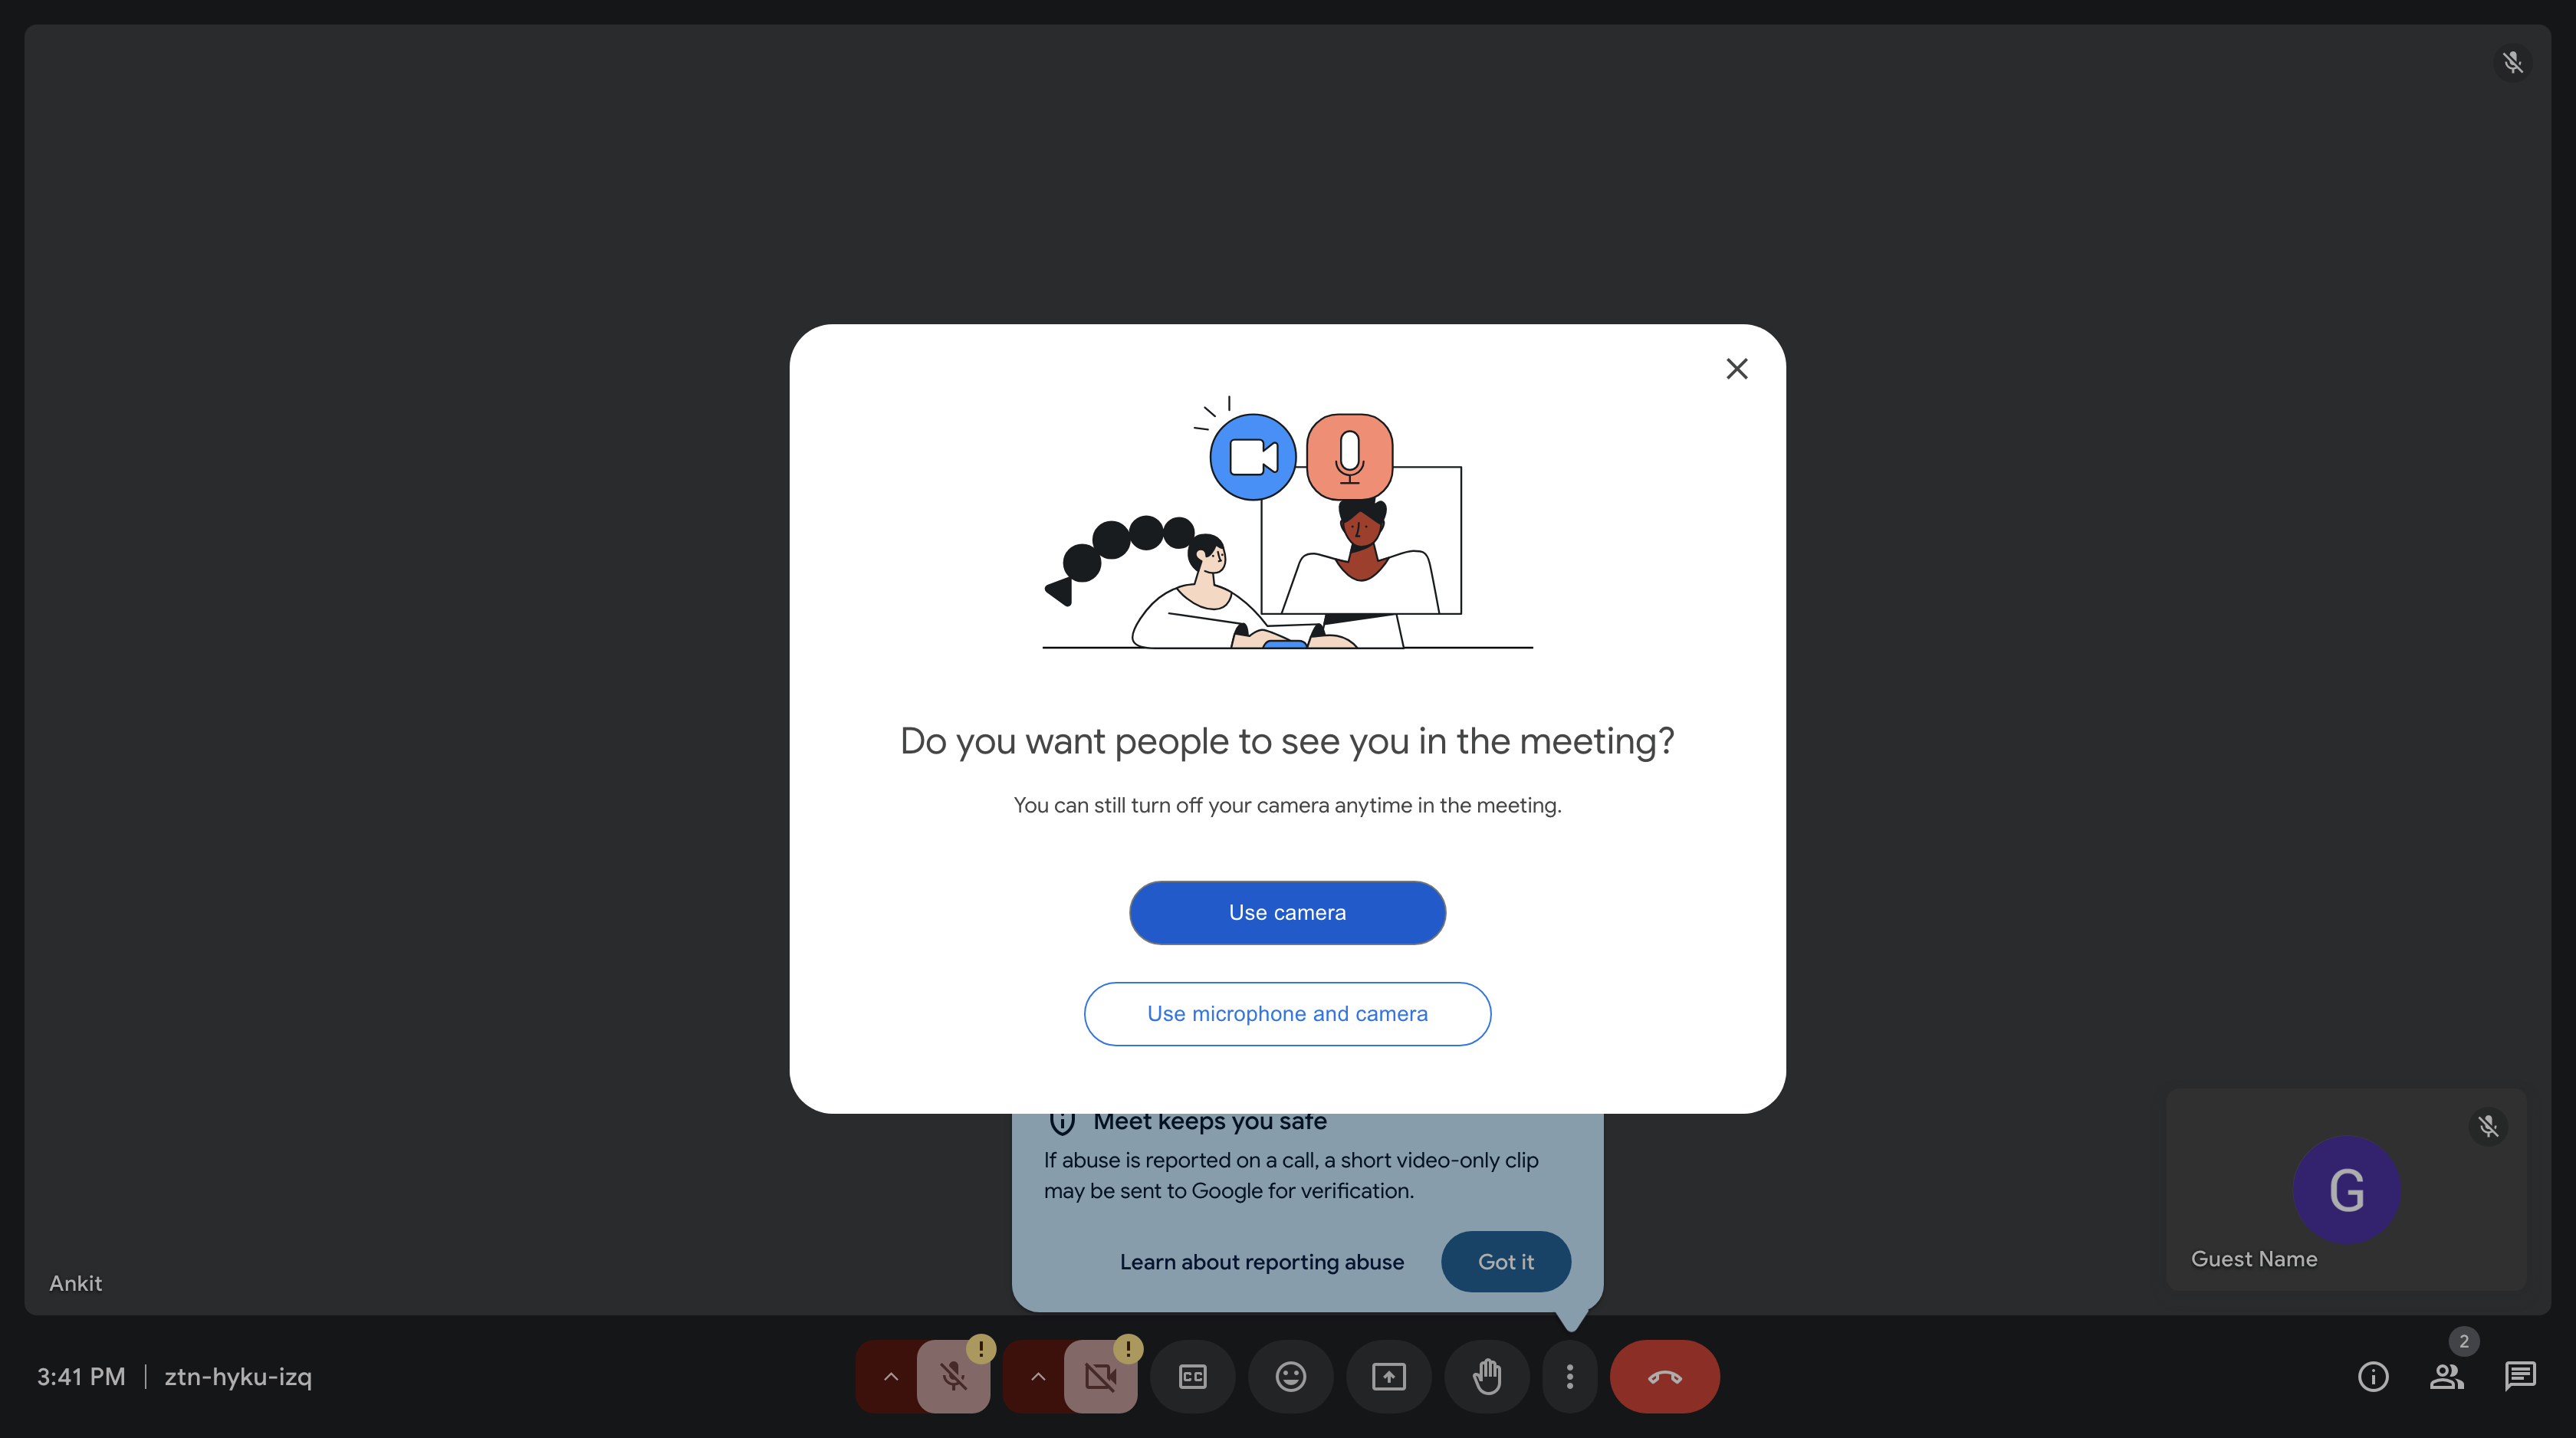 Do you want people to see you in the meeting?
You can still turn off your camera anytime in the meeting.
Use camera
Use microphone and camera
Meet keeps you safe
If abuse is reported on a call, a short video-only clip
may be sent to Google for verification.
Learn about reporting abuse
Got it
G
Guest Name
Ankit
3:41 PM
ztn-hyku-izq
!
!
CC
2